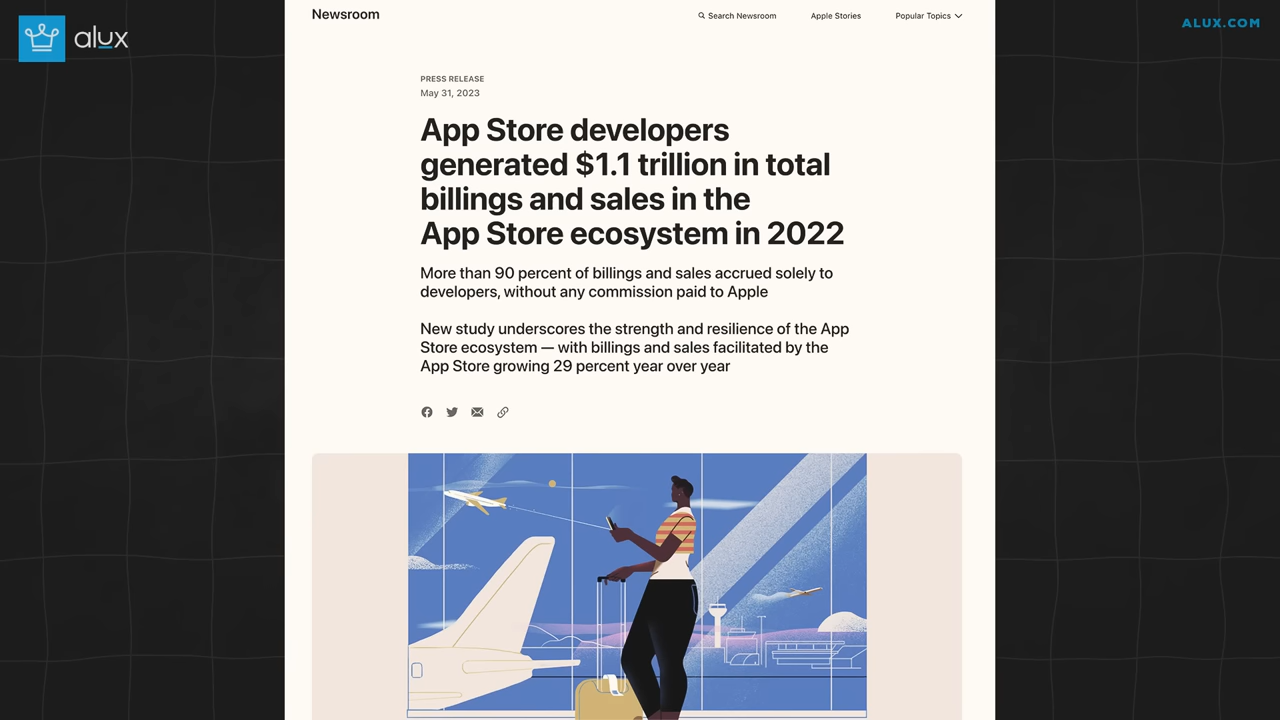 alux
Newsroom
Search Newsroom
Apple Stories
Popular Topics
ALUX.COM
PRESS RELEASE
May 31, 2023
App Store developers
generated $1.1 trillion in total
billings and sales in the
App Store ecosystem in 2022
More than 90 percent of billings and sales accrued solely to
developers, without any commission paid to Apple
New study underscores the strength and resilience of the App
Store ecosystem — with billings and sales facilitated by the
App Store growing 29 percent year over year